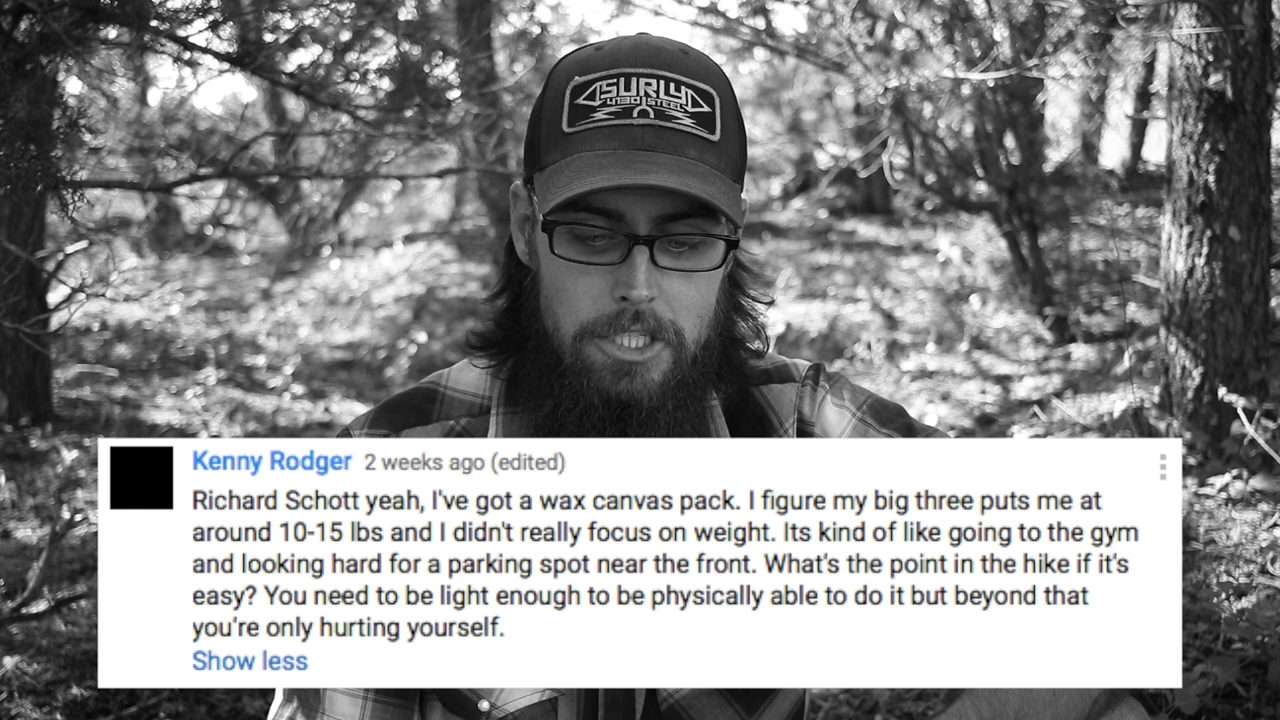 SURLY
4130 STEEL
Kenny Rodger 2 weeks ago (edited)
Richard Schott yeah, I've got a wax canvas pack. I figure my big three puts me at
around 10-15 lbs and I didn't really focus on weight. Its kind of like going to the gym
and looking hard for a parking spot near the front. What's the point in the hike if it's
easy? You need to be light enough to be physically able to do it but beyond that
you're only hurting yourself.
Show less